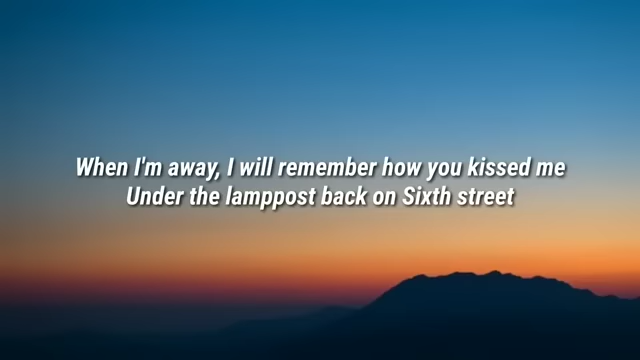 When I'm away, I will remember how you kissed me
Under the lamppost back on Sixth street